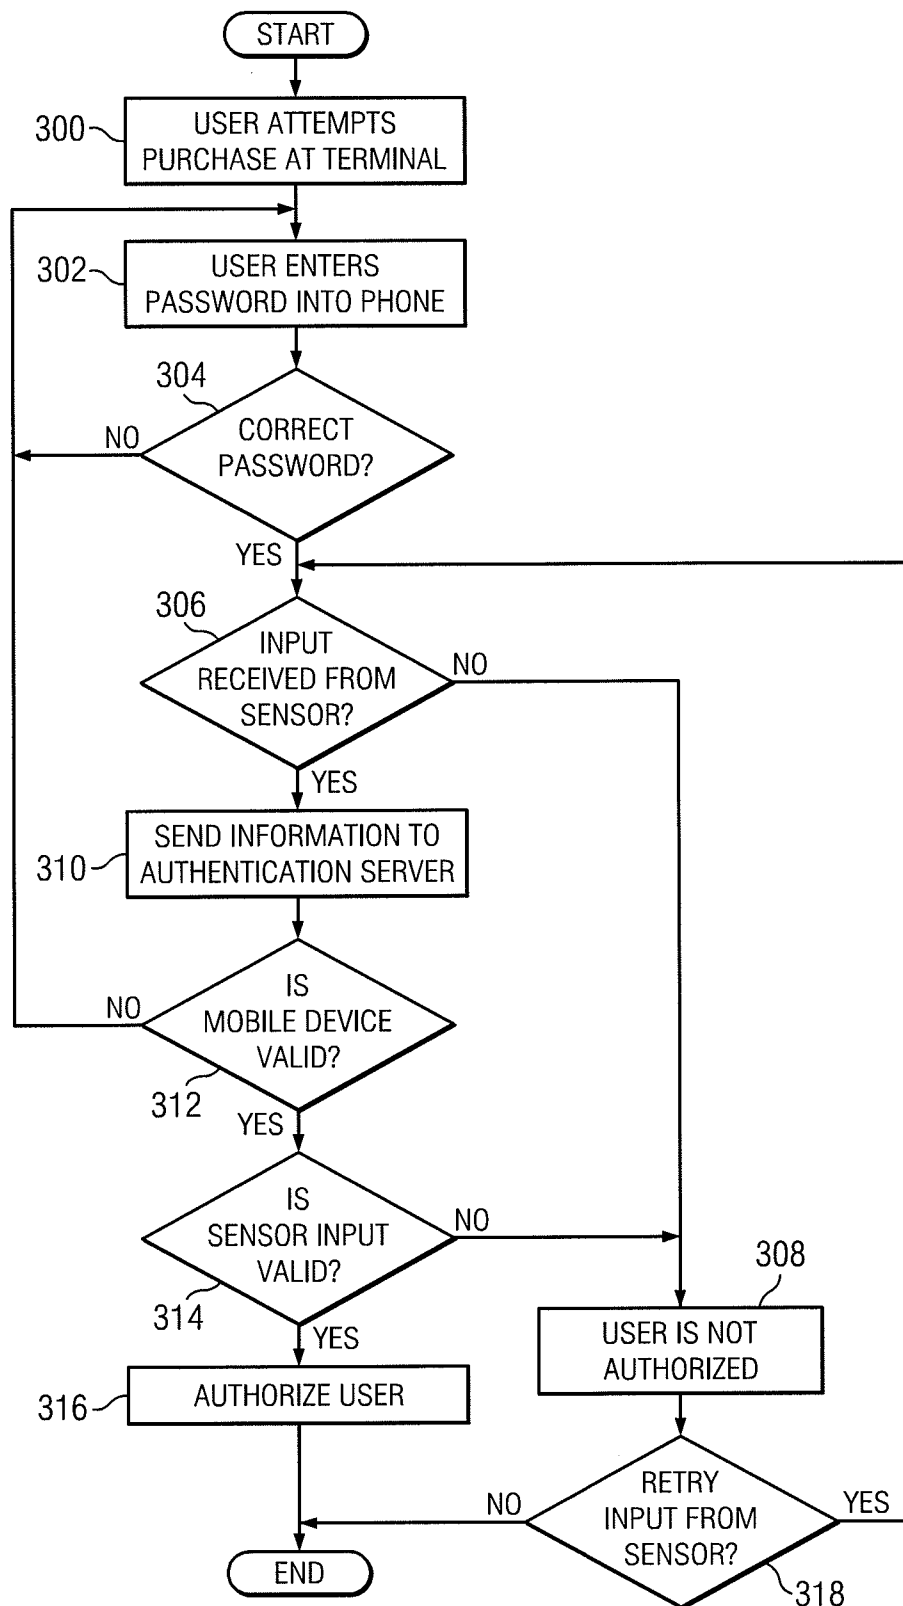 START
300
USER ATTEMPTS
PURCHASE AT TERMINAL
302
USER ENTERS
PASSWORD INTO PHONE
304
CORRECT
PASSWORD?
NO
YES
306
INPUT
RECEIVED FROM
SENSOR?
NO
YES
310
SEND INFORMATION TO
AUTHENTICATION SERVER
IS
MOBILE DEVICE
VALID?
NO
312
YES
IS
SENSOR INPUT
VALID?
NO
314
YES
308
USER IS NOT
AUTHORIZED
316
AUTHORIZE USER
RETRY
INPUT FROM
SENSOR?
NO
YES
318
END